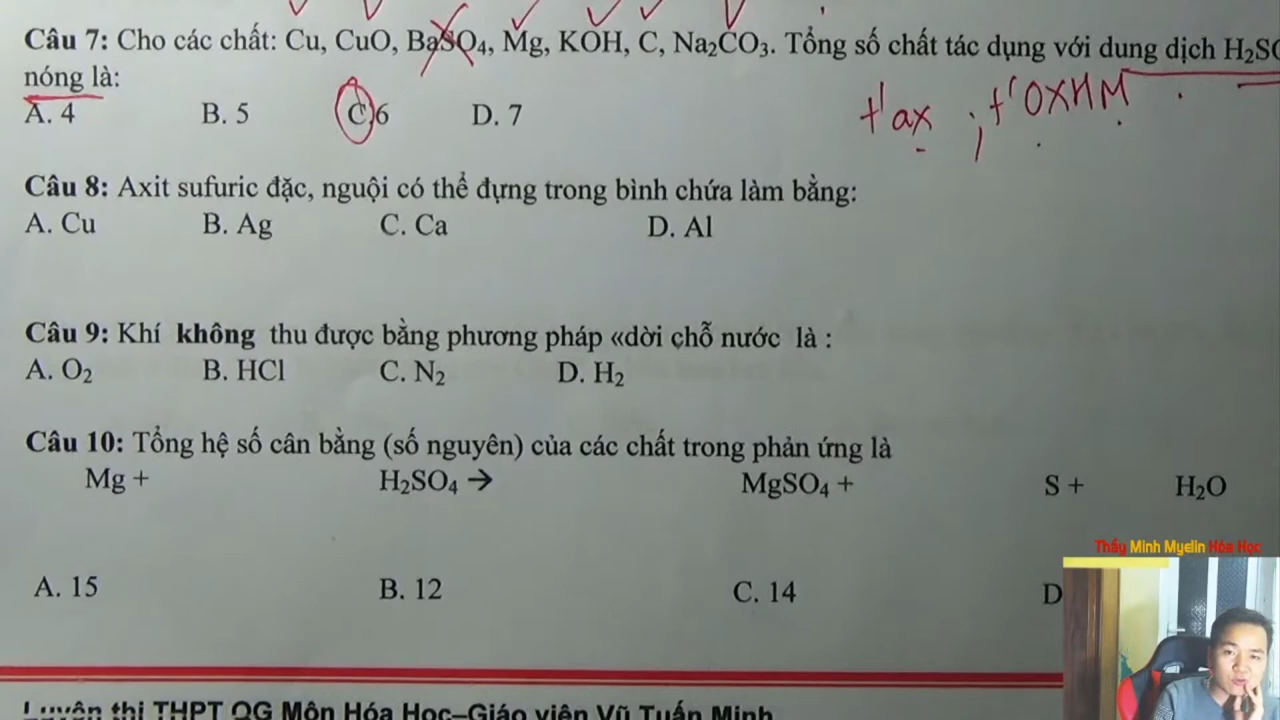 Câu 7: Cho các chất: Cu, CuO, BaSO₄, Mg, KOH, C, Na₂CO₃. Tổng số chất tác dụng với dung dịch H₂SO
nóng là:
A. 4 B. 5 C. 6 D. 7
t'ax ; t'OXHM
Câu 8: Axit sufuric đặc, nguội có thể đựng trong bình chứa làm bằng:
A. Cu B. Ag C. Ca D. Al
Câu 9: Khí không thu được bằng phương pháp «dời chỗ nước là :
A. O₂ B. HCl C. N₂ D. H₂
Câu 10: Tổng hệ số cân bằng (số nguyên) của các chất trong phản ứng là
Mg + H₂SO₄ → MgSO₄ + S + H₂O
Thầy Minh Myelin Hóa Học
A. 15 B. 12 C. 14 D
Luyện thi THPT QG Môn Hóa Học–Giáo viên Vũ Tuấn Minh